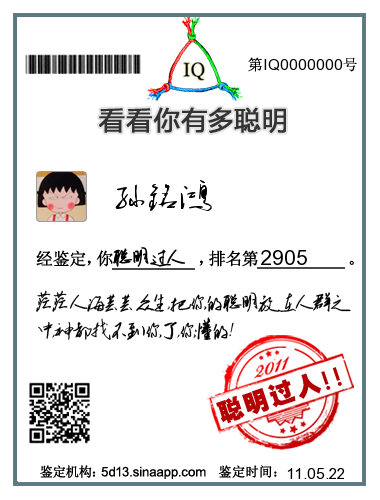 IQ
第IQ0000000号
看看你有多聪明
孙铭鸿
经鉴定,你聪明过人,排名第2905。
茫茫人海芸芸众生,把你的聪明放在人群之
中神都找不到你了,你懂的!
2011
聪明过人!!
鉴定机构:5d13.sinaapp.com 鉴定时间:11.05.22